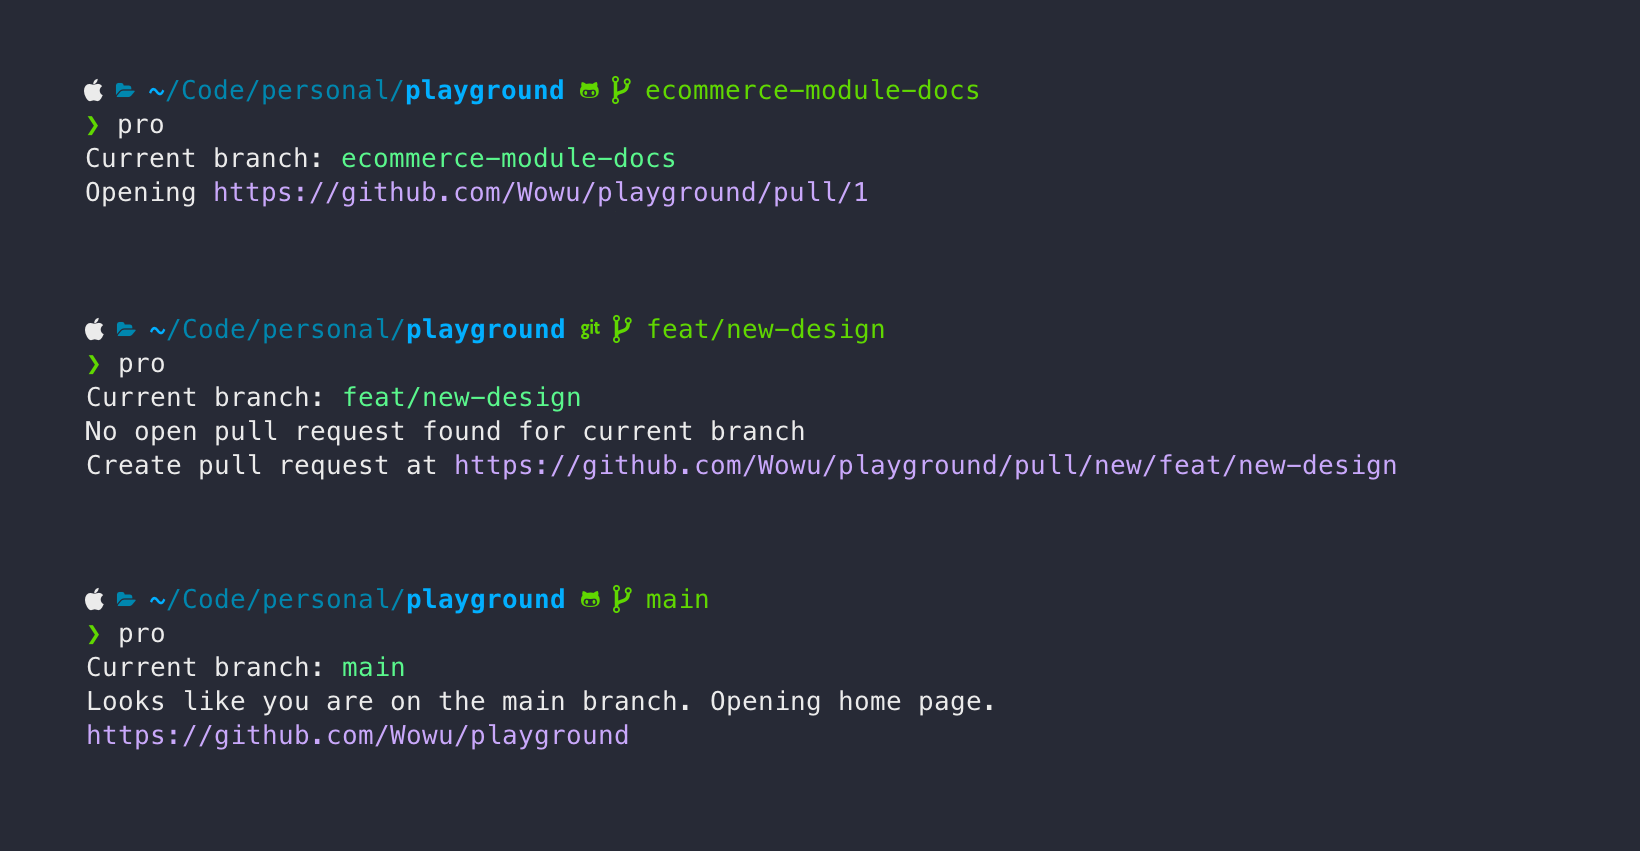 ~/Code/personal/playground ecommerce-module-docs
❯ pro
Current branch: ecommerce-module-docs
Opening https://github.com/Wowu/playground/pull/1
~/Code/personal/playground git feat/new-design
❯ pro
Current branch: feat/new-design
No open pull request found for current branch
Create pull request at https://github.com/Wowu/playground/pull/new/feat/new-design
~/Code/personal/playground main
❯ pro
Current branch: main
Looks like you are on the main branch. Opening home page.
https://github.com/Wowu/playground